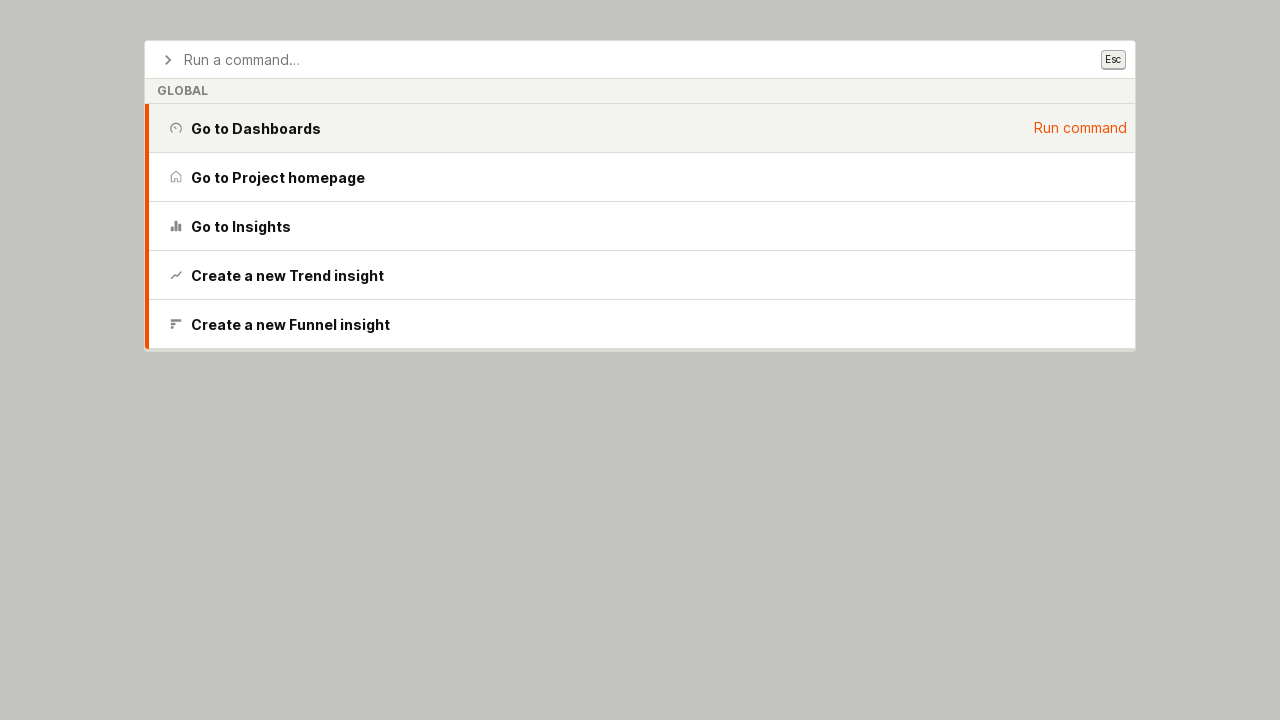 Run a command... Esc
GLOBAL
Go to Dashboards Run command
Go to Project homepage
Go to Insights
Create a new Trend insight
Create a new Funnel insight